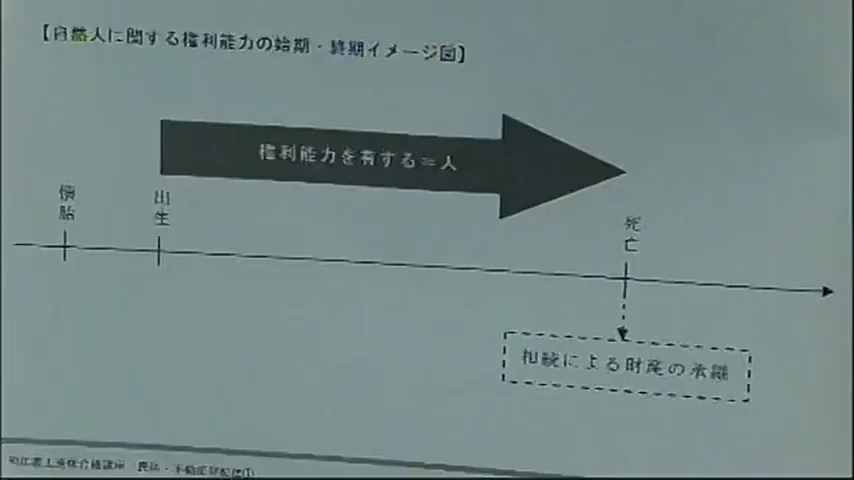 【自然人に関する権利能力の始期・終期イメージ図】
権利能力を有する＝人
懐胎
出生
死亡
相続による財産の承継